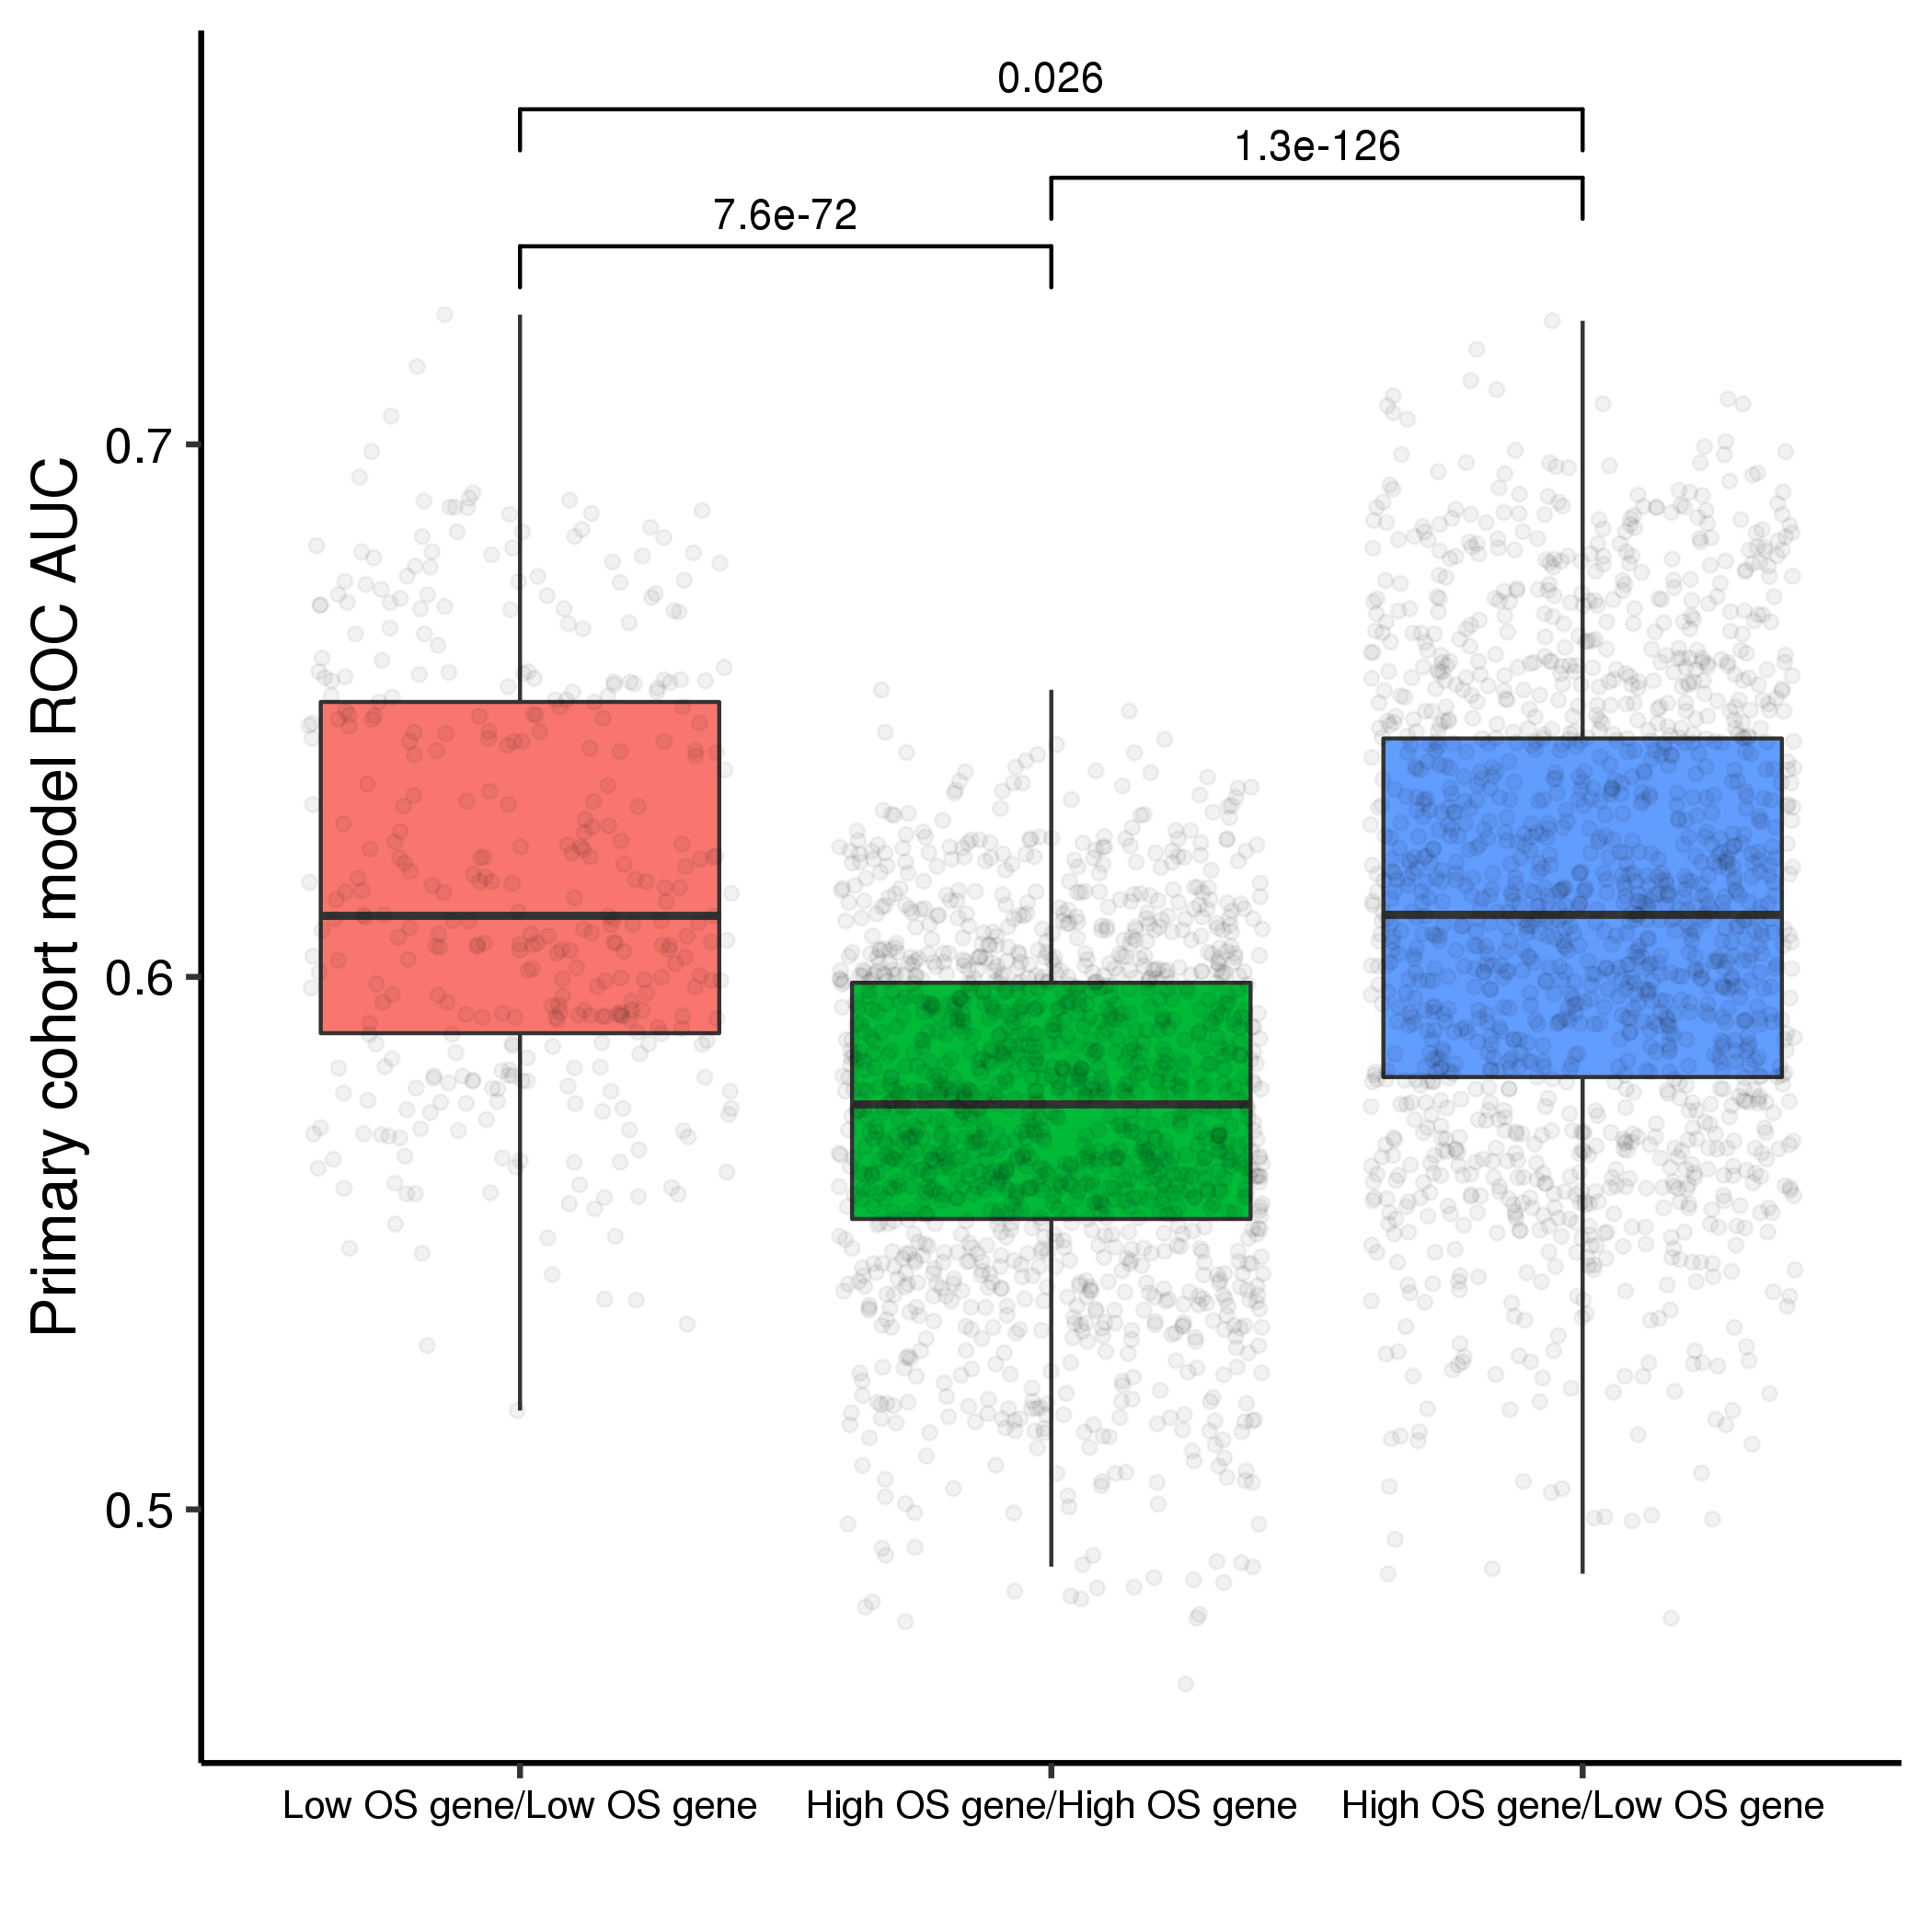 0.026
1.3e-126
7.6e-72
Primary cohort model ROC AUC
0.7
0.6
0.5
Low OS gene/Low OS gene
High OS gene/High OS gene
High OS gene/Low OS gene